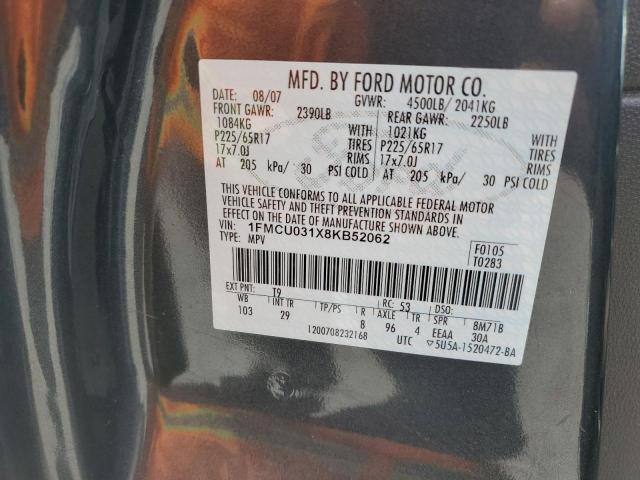 MFD. BY FORD MOTOR CO.
DATE: 08/07 GVWR: 4500LB/ 2041KG
FRONT GAWR: 2390LB REAR GAWR: 2250LB
1084KG 1021KG
P225/65R17 WITH TIRES P225/65R17 WITH TIRES
17x7.0J RIMS 17x7.0J RIMS
AT 205 kPa/ 30 PSI COLD AT 205 kPa/ 30 PSI COLD
THIS VEHICLE CONFORMS TO ALL APPLICABLE FEDERAL MOTOR
VEHICLE SAFETY AND THEFT PREVENTION STANDARDS IN
EFFECT ON THE DATE OF MANUFACTURE SHOWN ABOVE.
VIN: 1FMCU031X8KB52062 F0105
TYPE: MPV T0283
EXT PNT: T9 RC: 53 DSO:
WB INT TR TP/PS R AXLE TR SPR 8M71B
103 29 8 96 4 EEAA 30A
1200708232168 UTC ▽5U5A-1520472-BA